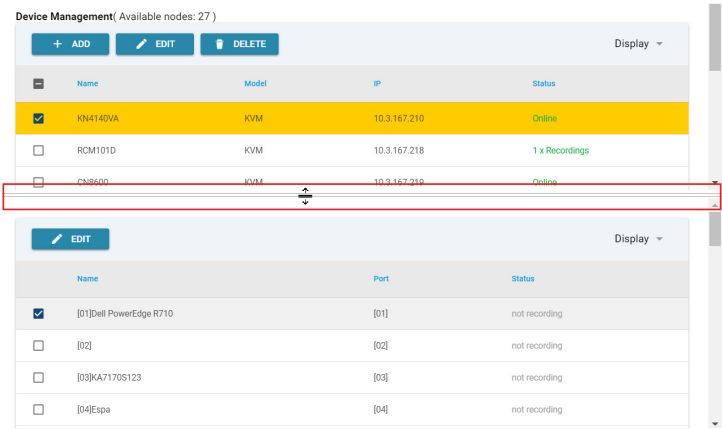 Device Management( Available nodes: 27 )
ADD EDIT DELETE Display
Name Model IP Status
KN4140VA KVM 10.3.167.210 Online
RCM101D KVM 10.3.167.218 1 x Recordings
CN8600 KVM 10.3.167.219 Online
EDIT Display
Name Port Status
[01]Dell PowerEdge R710 [01] not recording
[02] [02] not recording
[03]KA7170S123 [03] not recording
[04]Espa [04] not recording